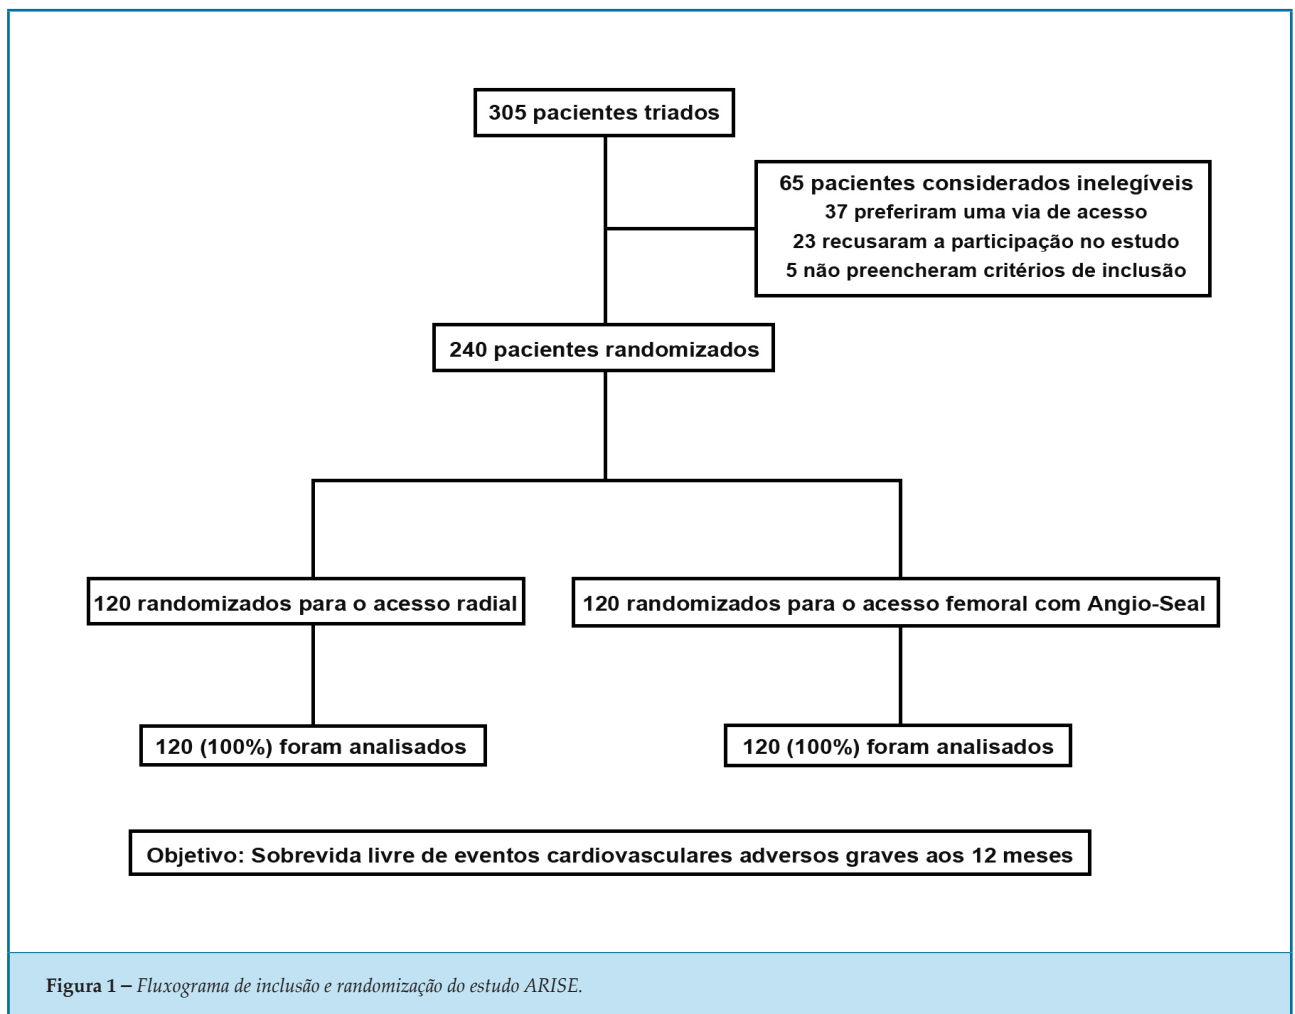 305 pacientes triados
65 pacientes considerados inelegíveis
37 preferiram uma via de acesso
23 recusaram a participação no estudo
5 não preencheram critérios de inclusão
240 pacientes randomizados
120 randomizados para o acesso radial
120 randomizados para o acesso femoral com Angio-Seal
120 (100%) foram analisados
120 (100%) foram analisados
Objetivo: Sobrevida livre de eventos cardiovasculares adversos graves aos 12 meses
Figura 1 – Fluxograma de inclusão e randomização do estudo ARISE.